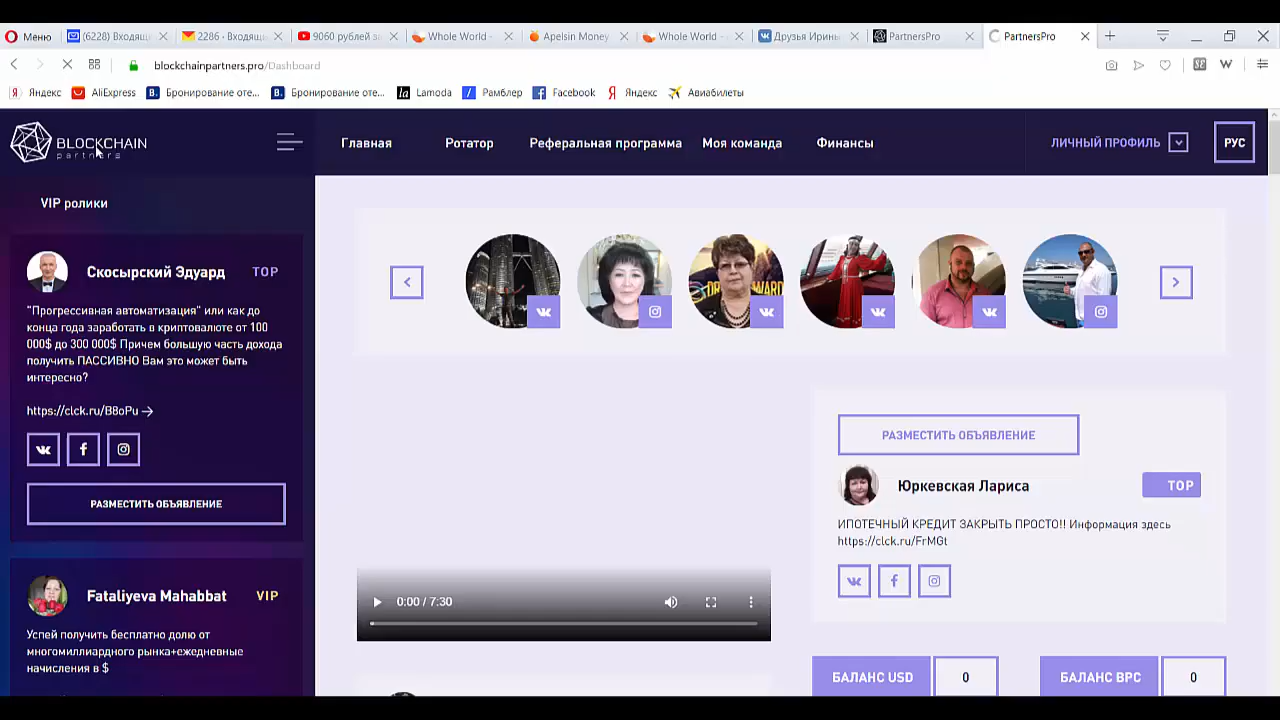 Меню
(6228) Входящ
2286 · Входящи
9060 рублей за
Whole World -
Apelsin Money
Whole World -
Друзья Ирины
PartnersPro
PartnersPro
blockchainpartners.pro/Dashboard
Яндекс
AliExpress
Бронирование оте...
Бронирование оте...
Lamoda
Рамблер
Facebook
Яндекс
Авиабилеты
BLOCKCHAIN
partners
Главная
Ротатор
Реферальная программа
Моя команда
Финансы
ЛИЧНЫЙ ПРОФИЛЬ
РУС
VIP ролики
Скосырский Эдуард
TOP
"Прогрессивная автоматизация" или как до
конца года заработать в криптовалюте от 100
000$ до 300 000$ Причем большую часть дохода
получить ПАССИВНО Вам это может быть
интересно?
https://clck.ru/B8oPu →
РАЗМЕСТИТЬ ОБЪЯВЛЕНИЕ
Fataliyeva Mahabbat
VIP
Успей получить бесплатно долю от
многомиллиардного рынка+ежедневные
начисления в $
0:00 / 7:30
РАЗМЕСТИТЬ ОБЪЯВЛЕНИЕ
Юркевская Лариса
TOP
ИПОТЕЧНЫЙ КРЕДИТ ЗАКРЫТЬ ПРОСТО!! Информация здесь
https://clck.ru/FrMGt
БАЛАНС USD
0
БАЛАНС BPC
0